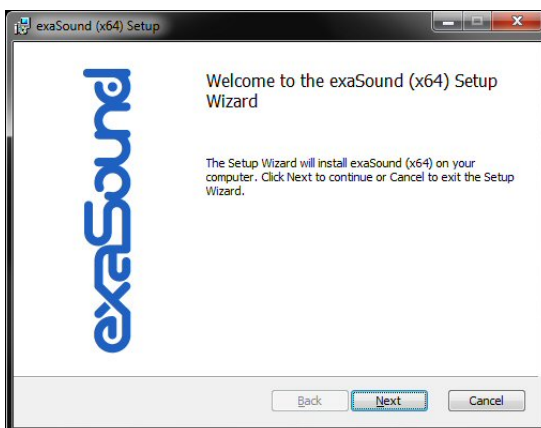 exaSound (x64) Setup
exaSound
Welcome to the exaSound (x64) Setup
Wizard
The Setup Wizard will install exaSound (x64) on your
computer. Click Next to continue or Cancel to exit the Setup
Wizard.
Back Next Cancel